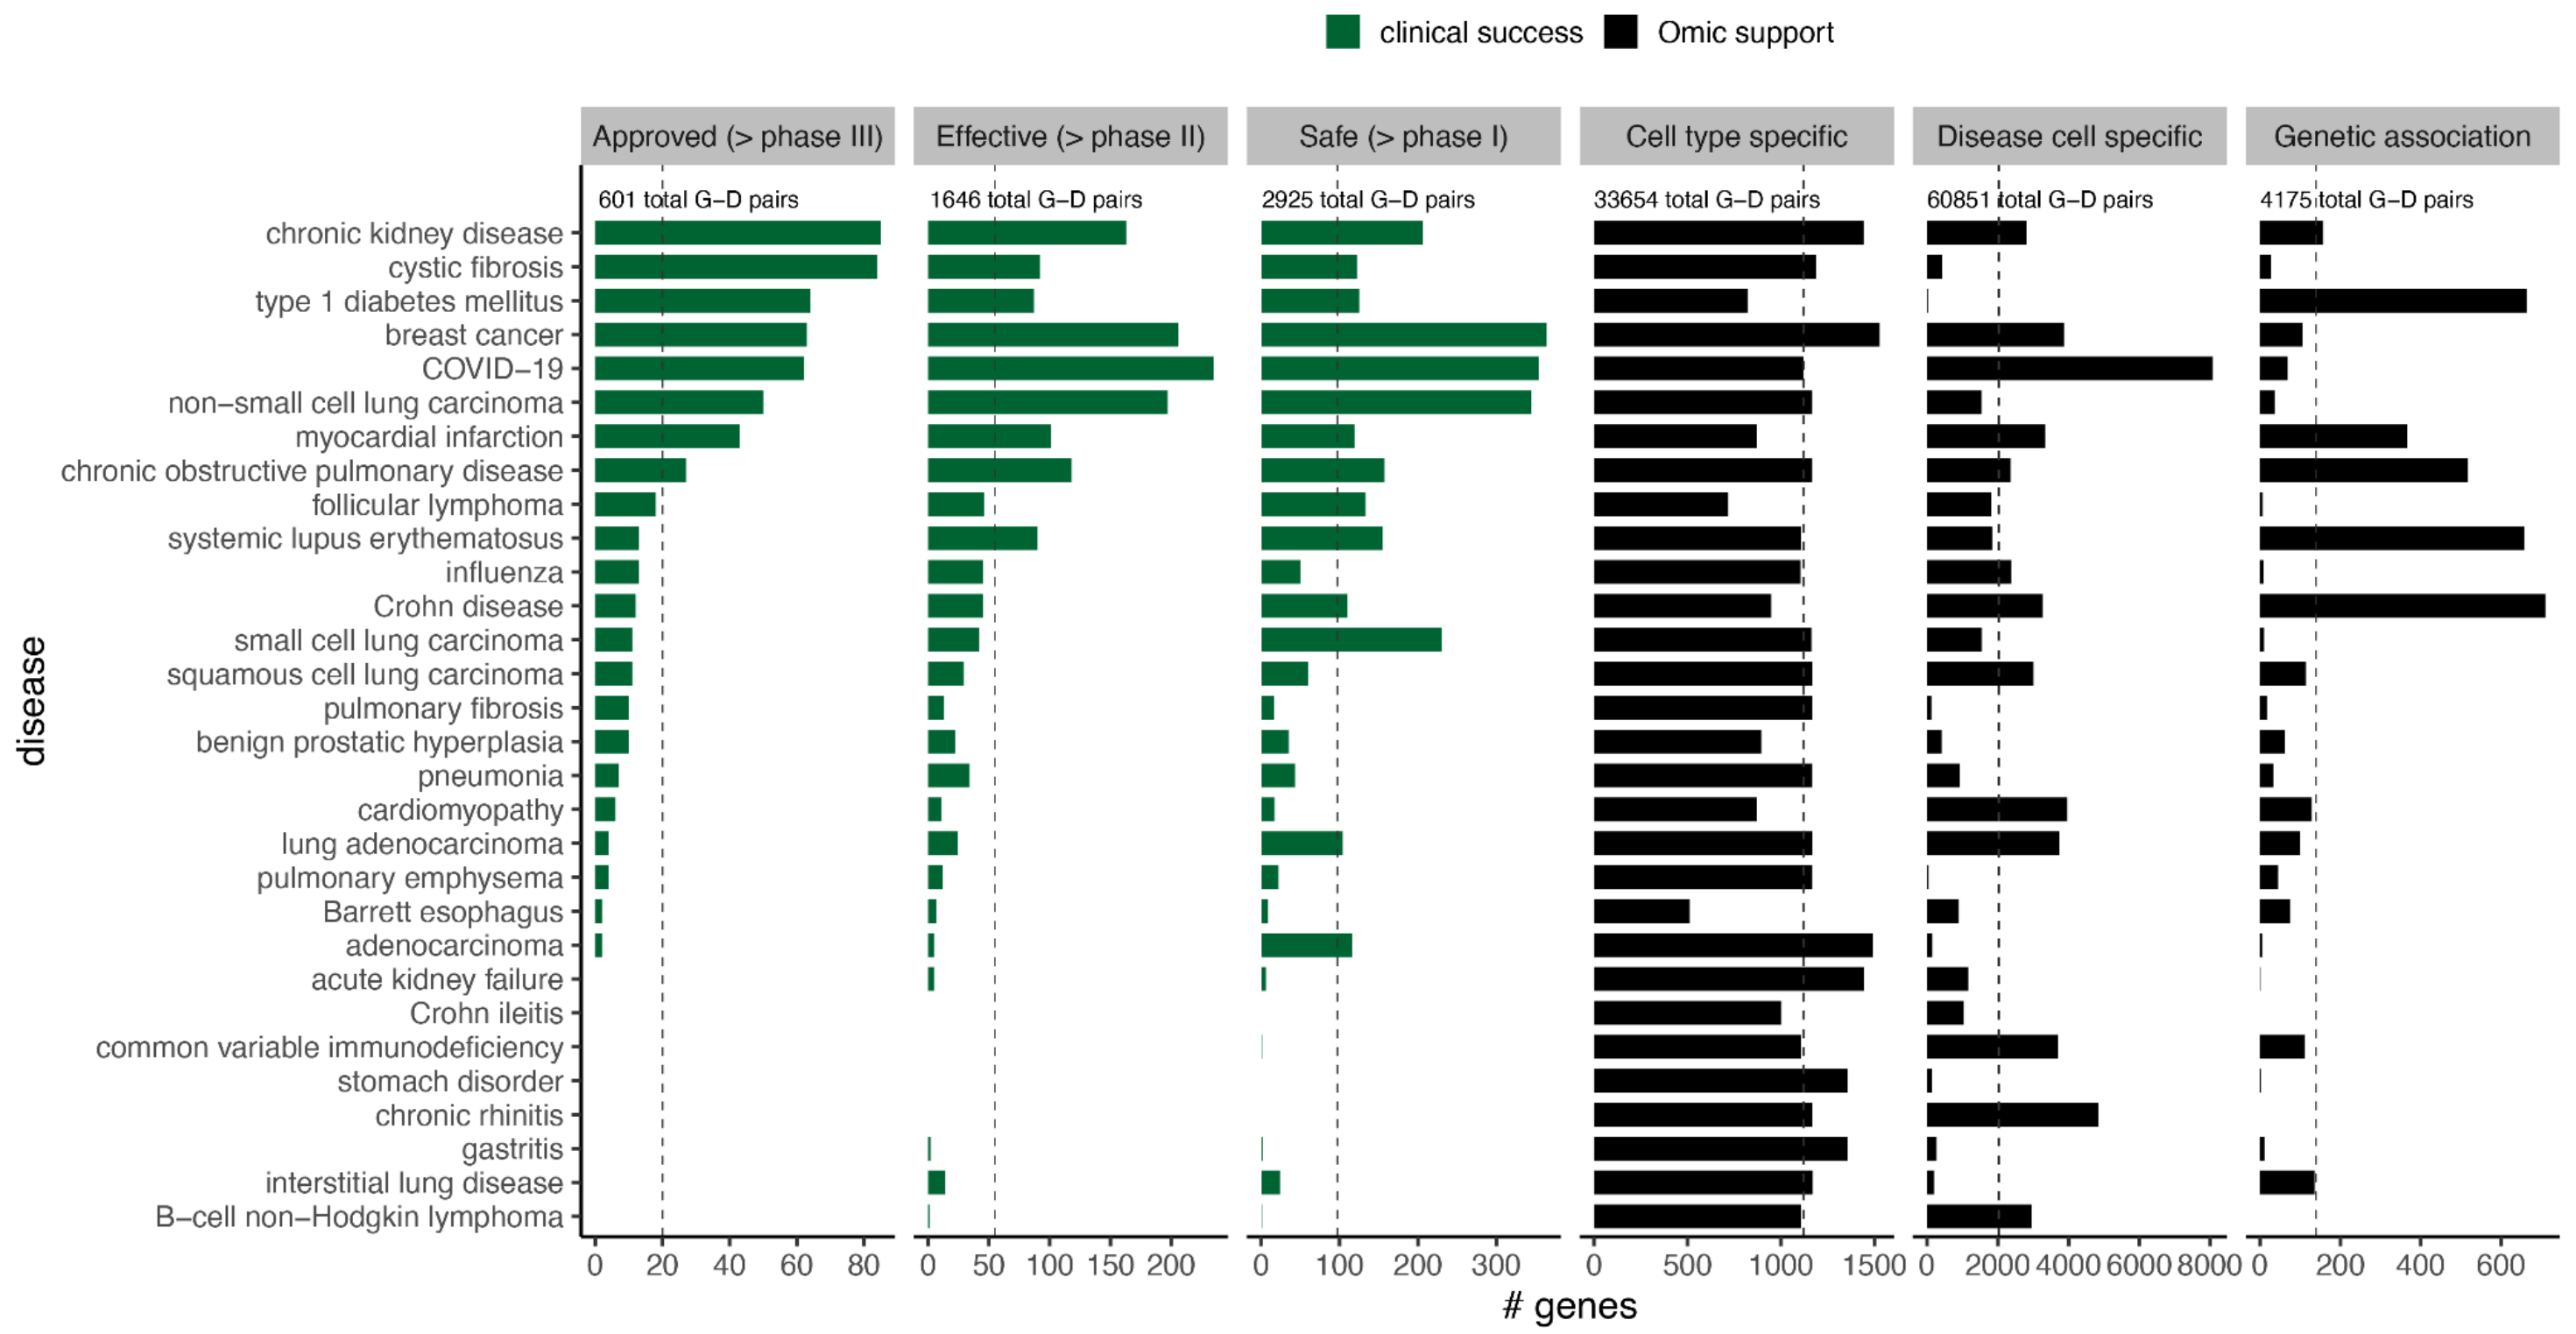 clinical success
Omic support
Approved (> phase III)
Effective (> phase II)
Safe (> phase I)
Cell type specific
Disease cell specific
Genetic association
601 total G−D pairs
1646 total G−D pairs
2925 total G−D pairs
33654 total G−D pairs
60851 total G−D pairs
4175 total G−D pairs
chronic kidney disease
cystic fibrosis
type 1 diabetes mellitus
breast cancer
COVID−19
non−small cell lung carcinoma
myocardial infarction
chronic obstructive pulmonary disease
follicular lymphoma
systemic lupus erythematosus
influenza
Crohn disease
small cell lung carcinoma
squamous cell lung carcinoma
pulmonary fibrosis
benign prostatic hyperplasia
pneumonia
cardiomyopathy
lung adenocarcinoma
pulmonary emphysema
Barrett esophagus
adenocarcinoma
acute kidney failure
Crohn ileitis
common variable immunodeficiency
stomach disorder
chronic rhinitis
gastritis
interstitial lung disease
B−cell non−Hodgkin lymphoma
disease
0 20 40 60 80
0 50 100 150 200
0 100 200 300
0 500 1000 1500
0 2000 4000 6000 8000
0 200 400 600
# genes